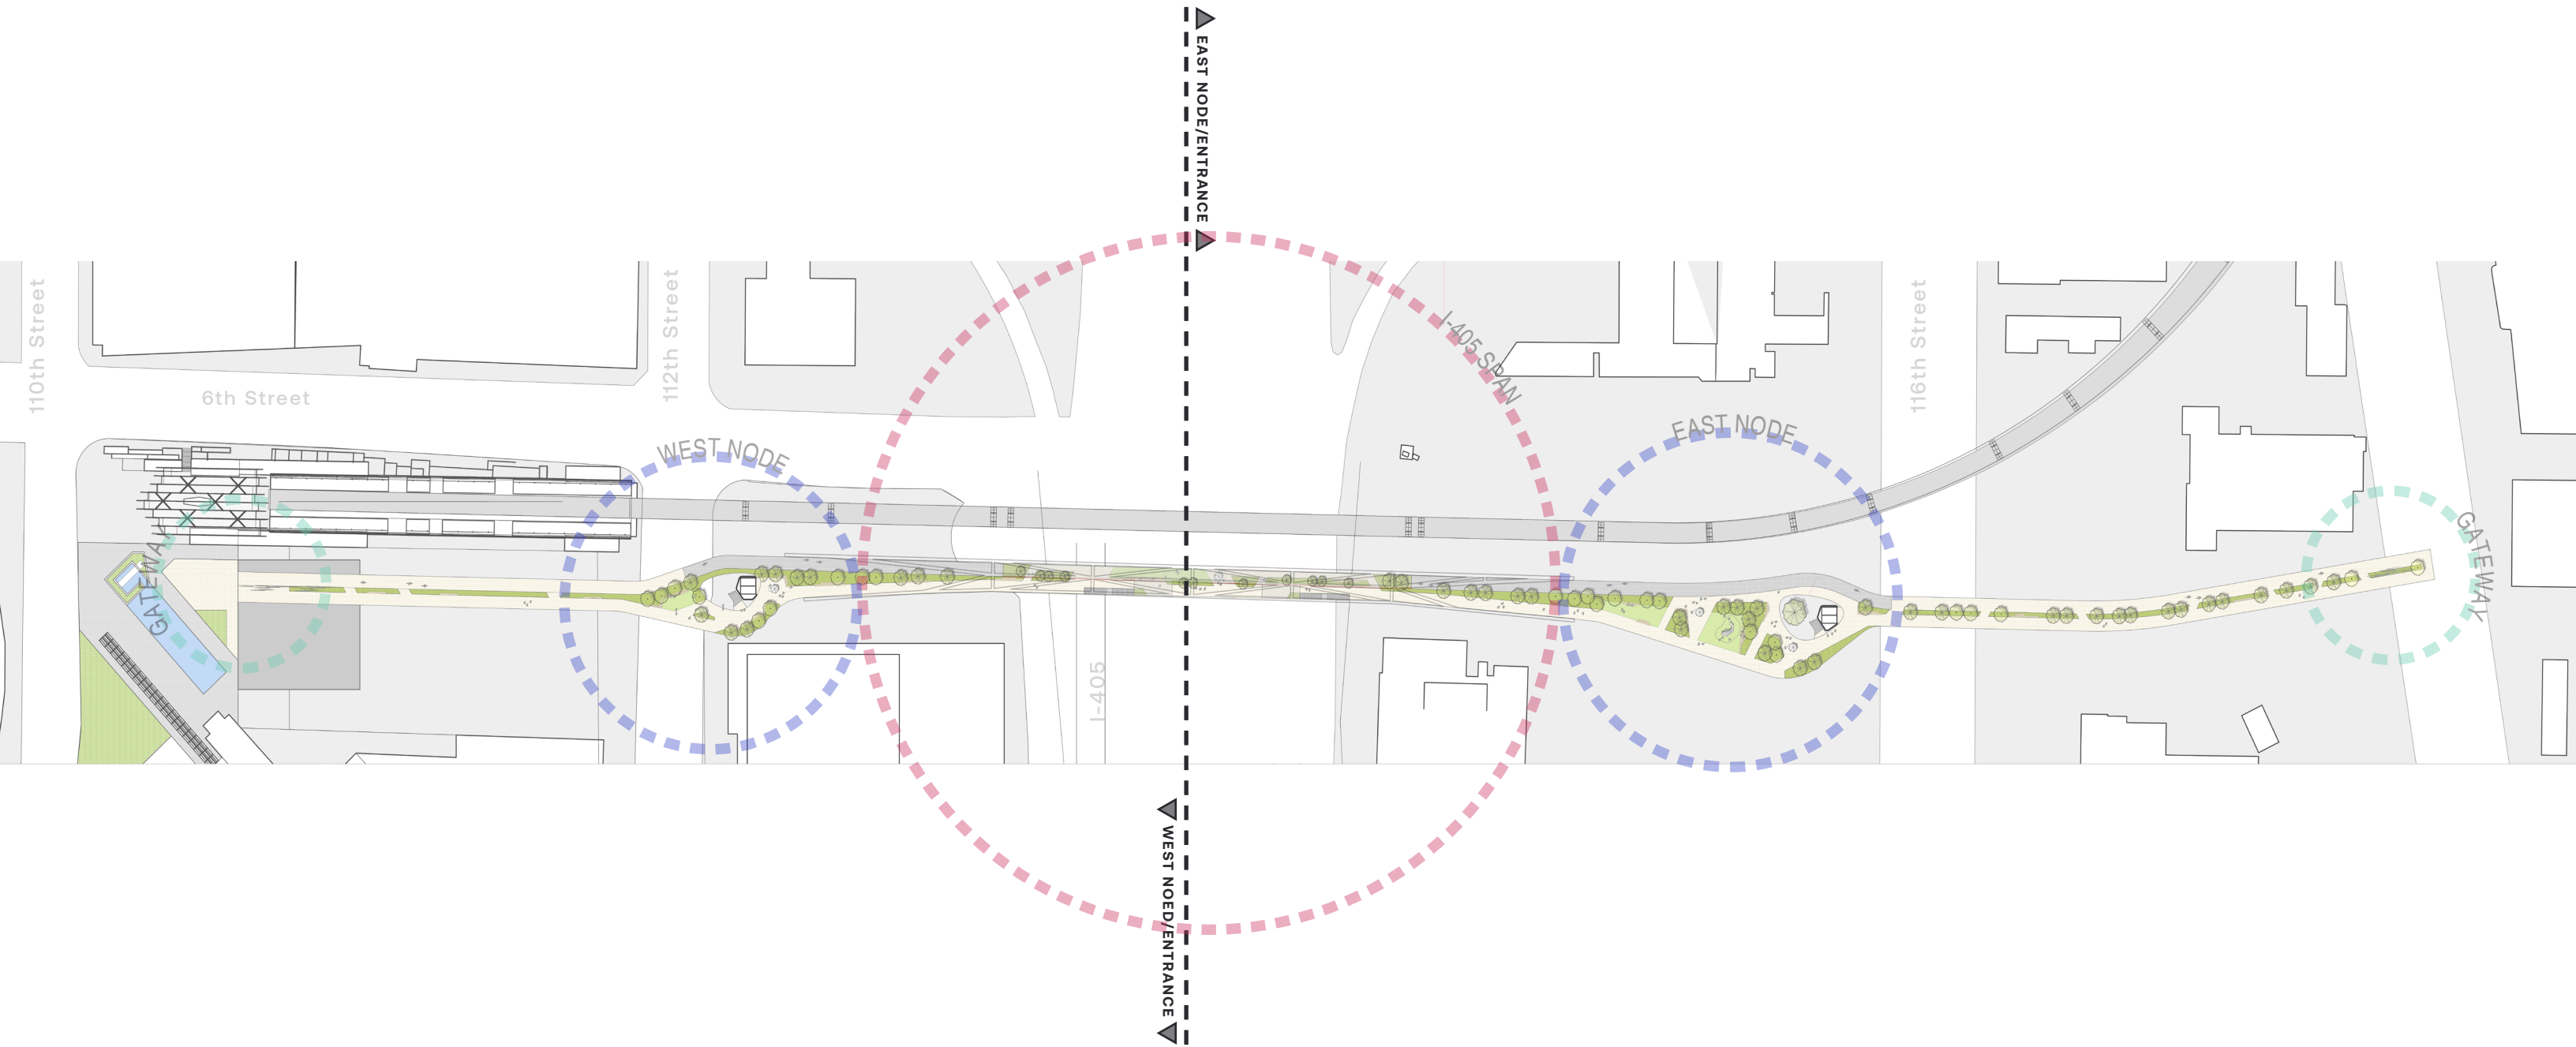 EAST NODE/ENTRANCE
110th Street
6th Street
112th Street
I-405 SPAN
116th Street
WEST NODE
EAST NODE
GATEWAY
GATEWAY
I-405
WEST NOED/ENTRANCE